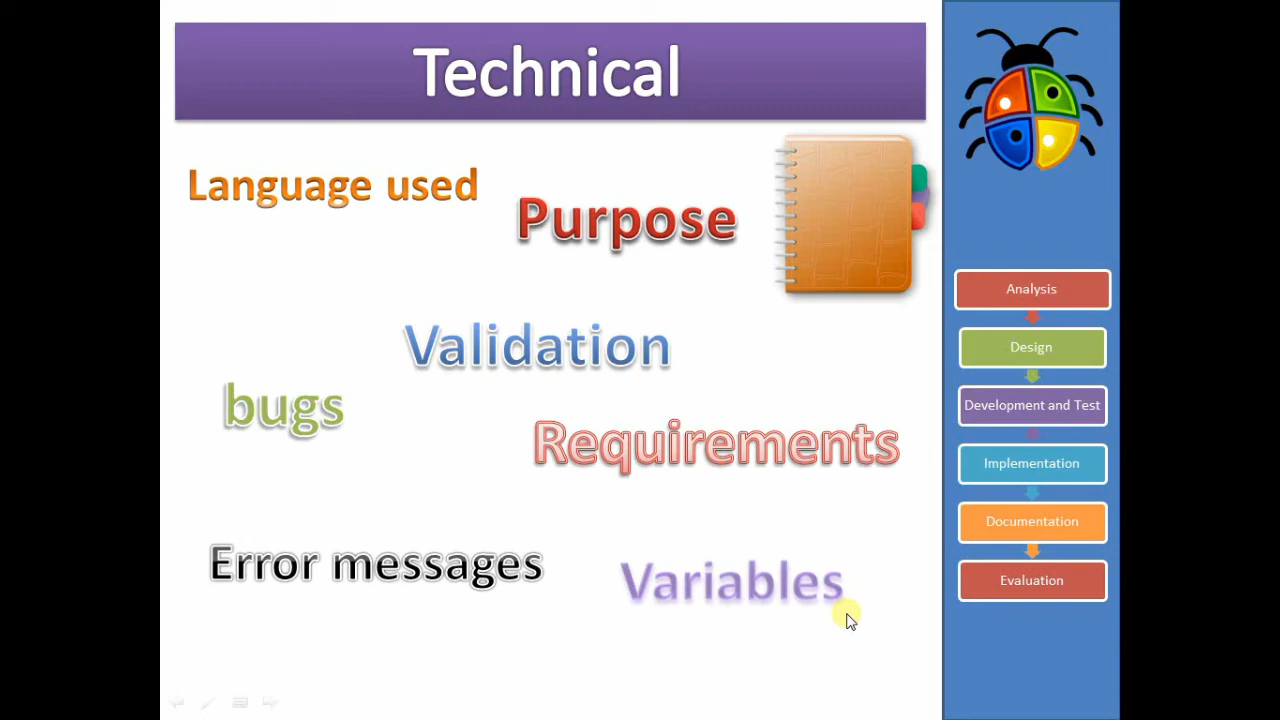 Technical
Language used
Purpose
Validation
bugs
Requirements
Error messages
Variables
Analysis
Design
Development and Test
Implementation
Documentation
Evaluation